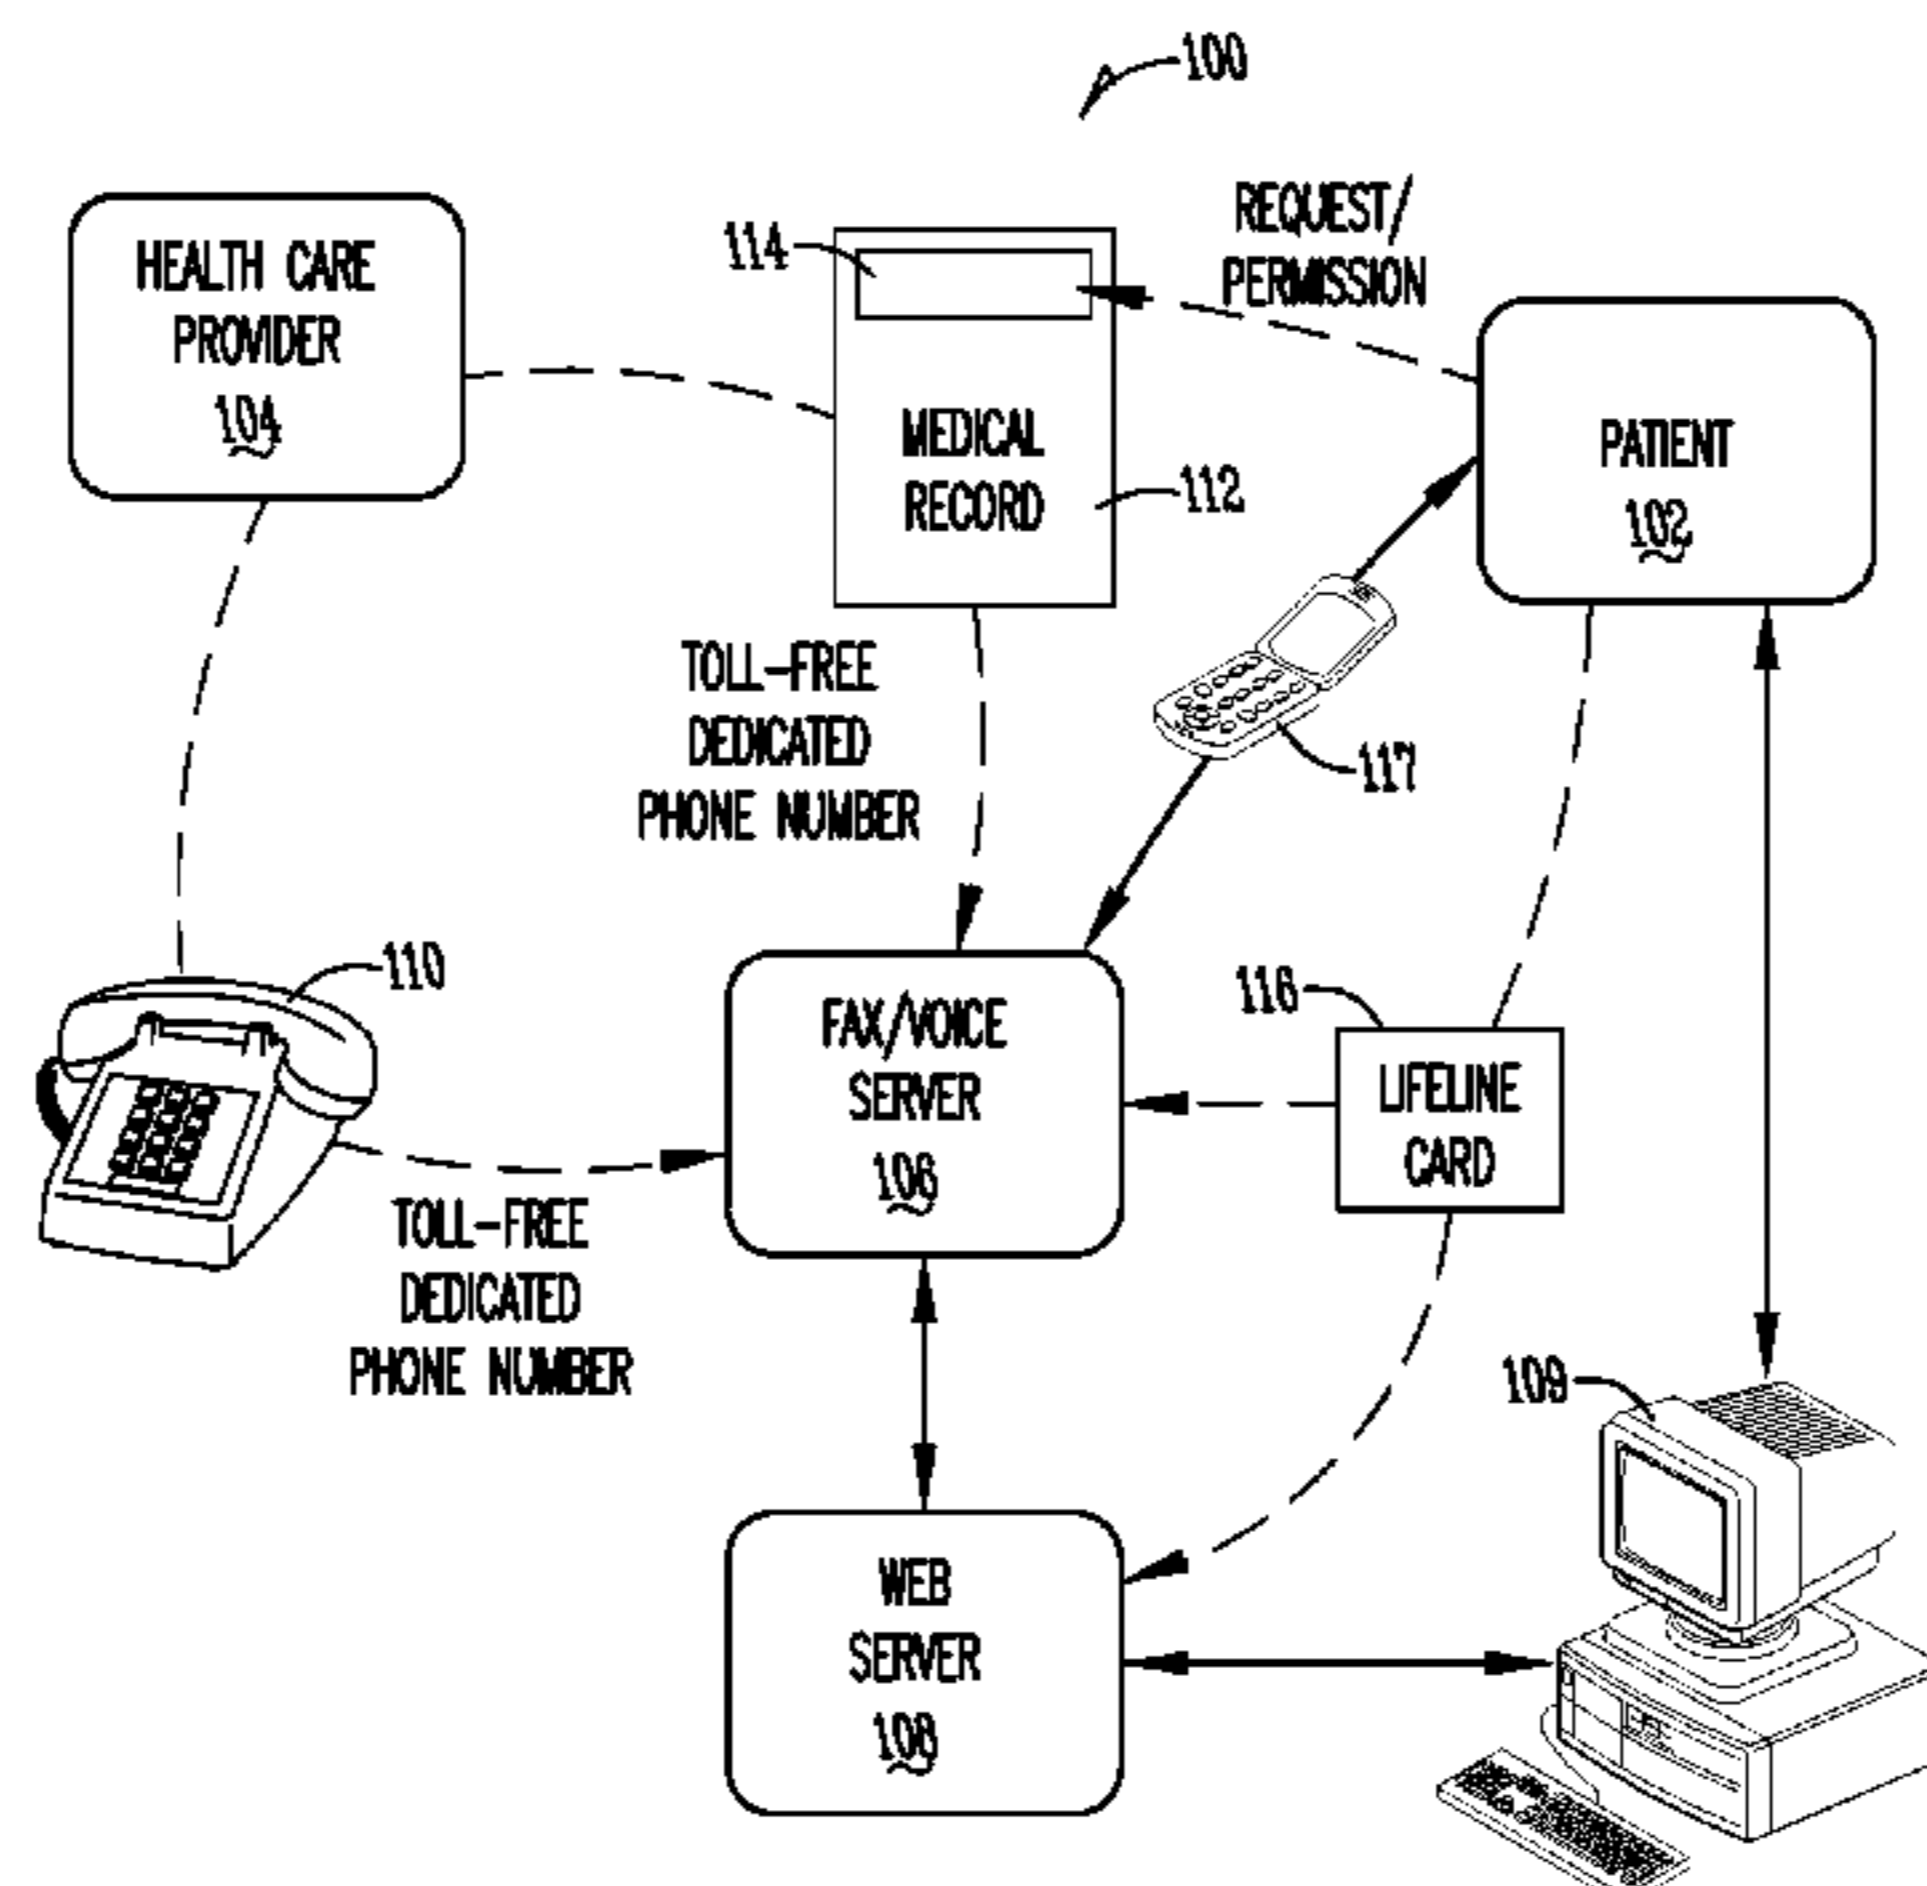 100
REQUEST/
PERMISSION
114
HEALTH CARE
PROVIDER
104
MEDICAL
RECORD
112
PATIENT
102
TOLL-FREE
DEDICATED
PHONE NUMBER
117
110
FAX/VOICE
SERVER
106
116
LIFELINE
CARD
TOLL-FREE
DEDICATED
PHONE NUMBER
109
WEB
SERVER
108